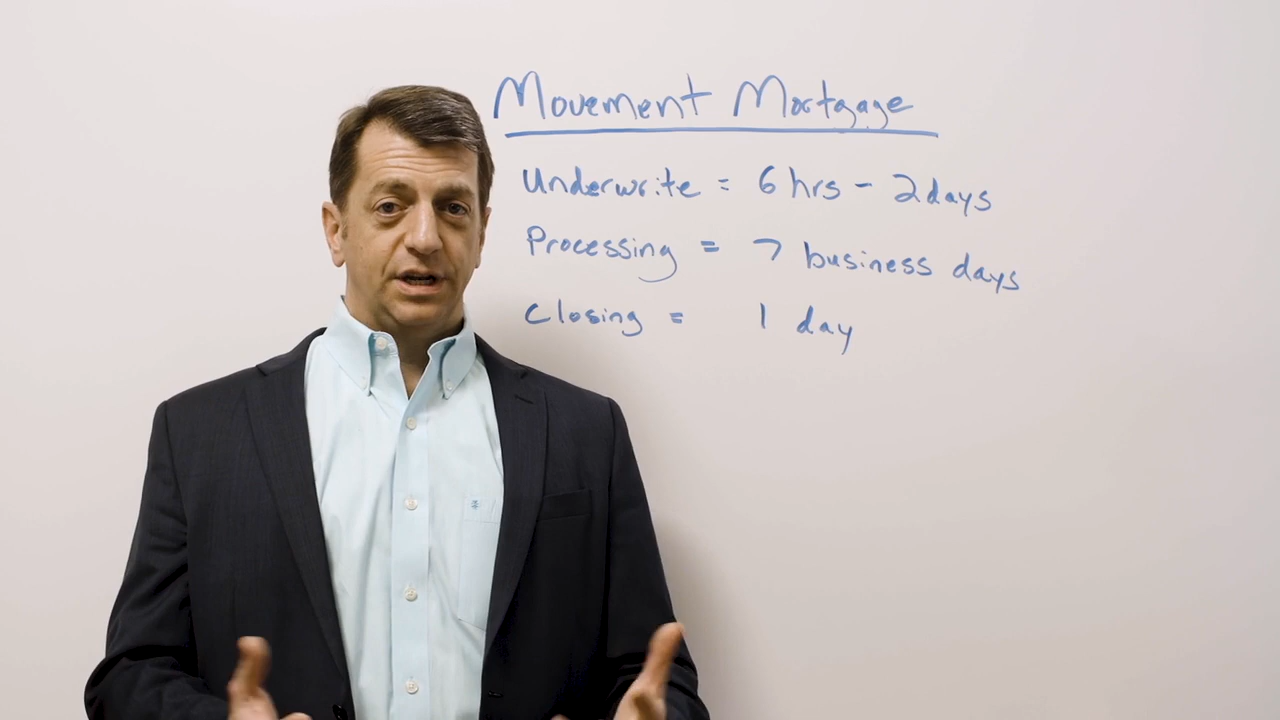 Movement Mortgage
Underwrite = 6 hrs - 2 days
Processing = 7 business days
Closing = 1 day